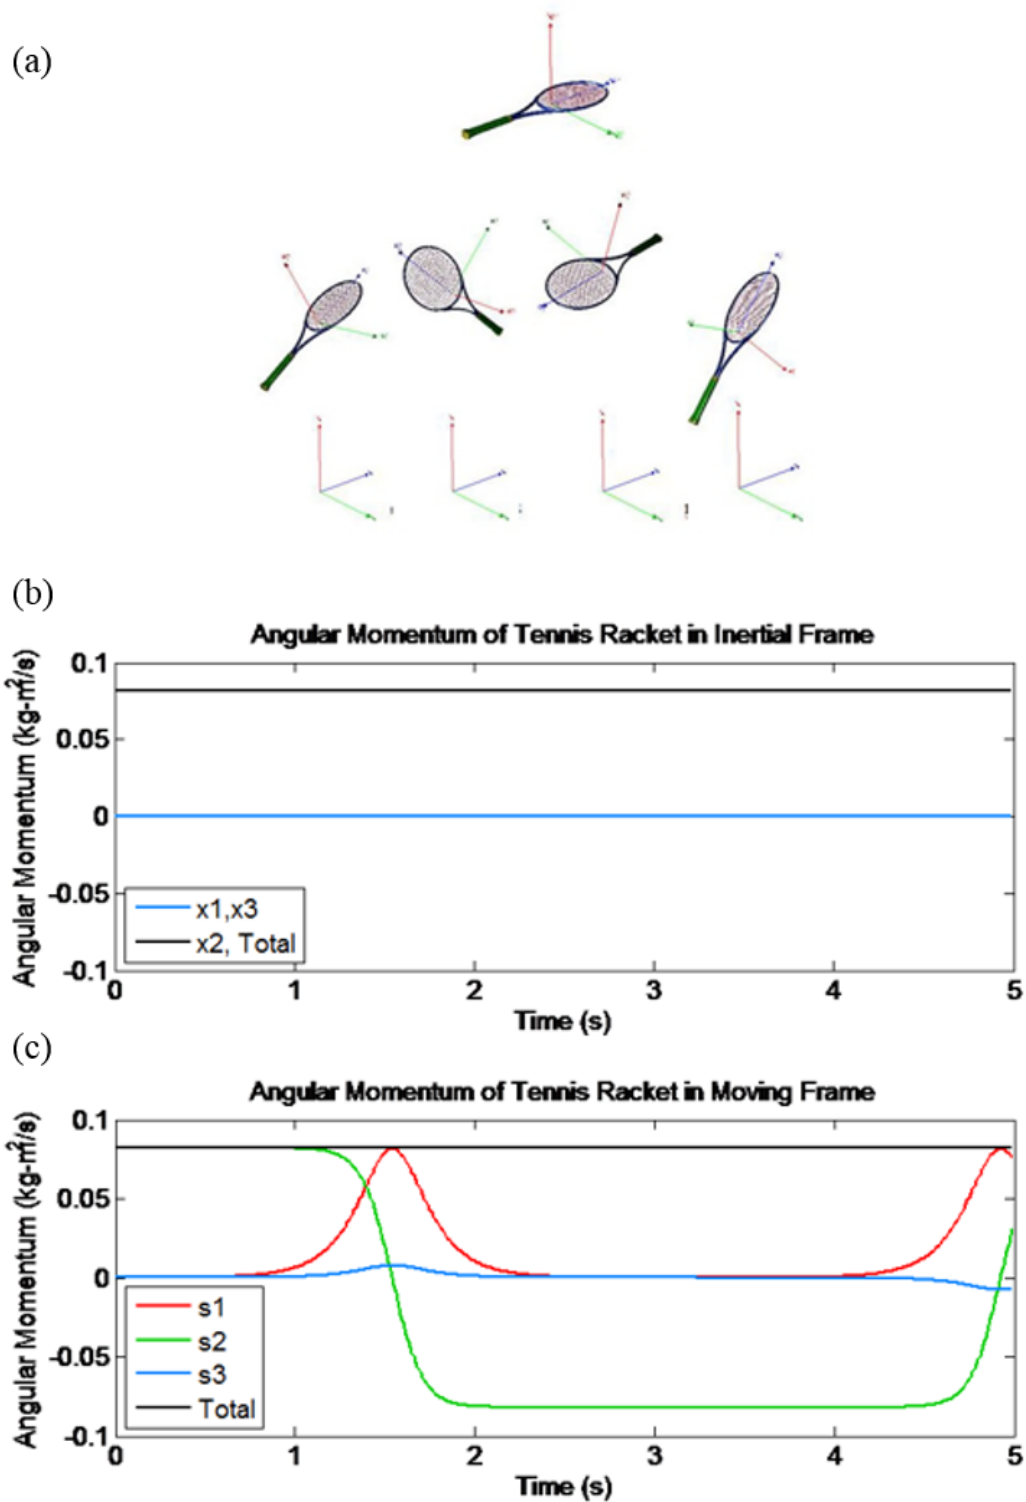 (a)
(b)
Angular Momentum of Tennis Racket in Inertial Frame
Angular Momentum (kg-m²/s)
0.1
0.05
0
-0.05
-0.1
x1,x3
x2, Total
0 1 2 3 4 5
Time (s)
(c)
Angular Momentum of Tennis Racket in Moving Frame
Angular Momentum (kg-m²/s)
0.1
0.05
0
-0.05
-0.1
s1
s2
s3
Total
0 1 2 3 4 5
Time (s)